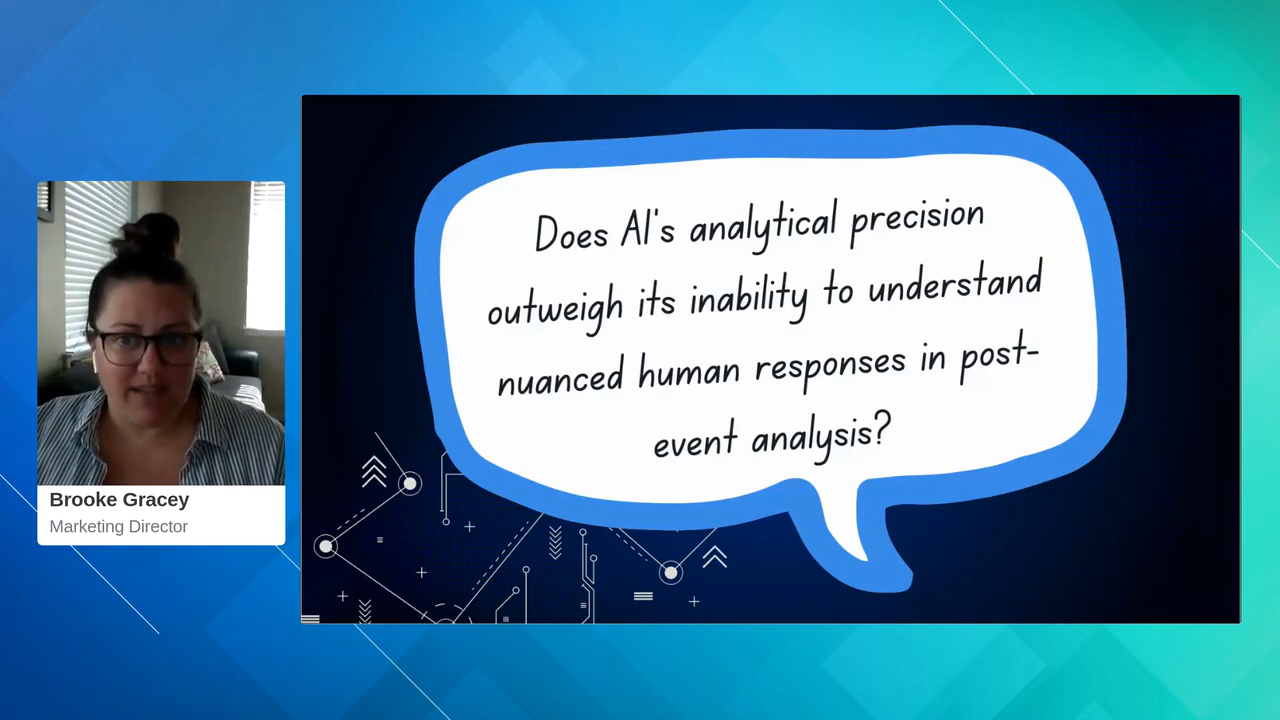 Does AI's analytical precision
outweigh its inability to understand
nuanced human responses in post-
event analysis?
Brooke Gracey
Marketing Director